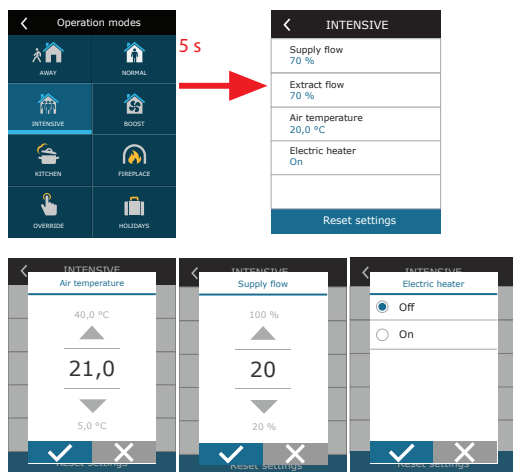 Operation modes
AWAY
NORMAL
INTENSIVE
BOOST
KITCHEN
FIREPLACE
OVERRIDE
HOLIDAYS
5 s
INTENSIVE
Supply flow
70 %
Extract flow
70 %
Air temperature
20,0 °C
Electric heater
On
Reset settings
INTENSIVE
Air temperature
40,0 °C
21,0
5,0 °C
Reset settings
INTENSIVE
Supply flow
100 %
20
20 %
Reset settings
INTENSIVE
Electric heater
Off
On
Reset settings